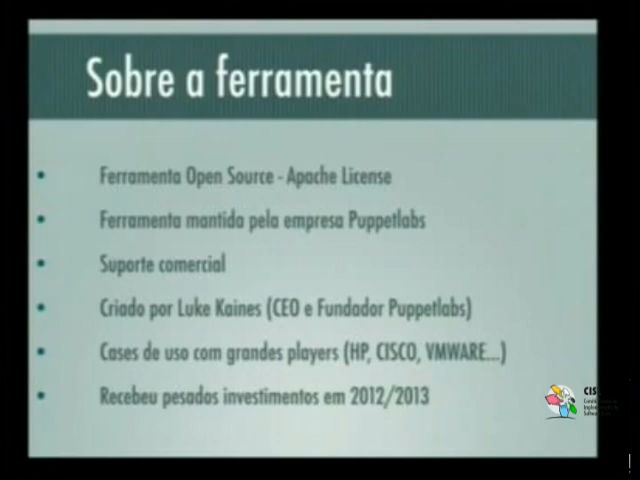 Sobre a ferramenta
• Ferramenta Open Source - Apache License
• Ferramenta mantida pela empresa Puppetlabs
• Suporte comercial
• Criado por Luke Kaines (CEO e Fundador Puppetlabs)
• Cases de uso com grandes players (HP, CISCO, VMWARE...)
• Recebeu pesados investimentos em 2012/2013
CIS